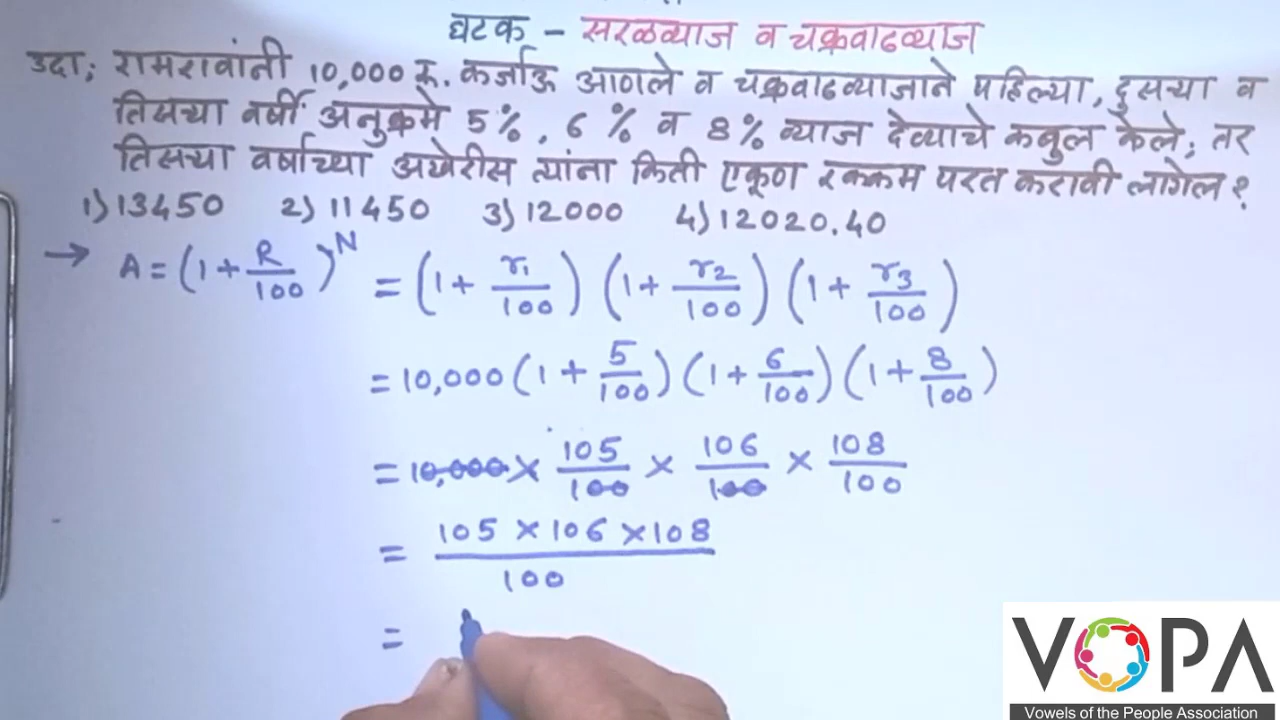 घटक - सरळव्याज व चक्रवाढव्याज
उदा; रामरावांनी 10,000 रु. कर्जाऊ आणले व चक्रवाढव्याजाने पहिल्या, दुसऱ्या व
तिसऱ्या वर्षी अनुक्रमे 5%, 6% व 8% व्याज देण्याचे कबुल केले; तर
तिसऱ्या वर्षाच्या अखेरीस त्यांना किती एकूण रक्कम परत करावी लागेल ?
1) 13450 2) 11450 3) 12000 4) 12020.40
→ A = (1 + R/100)^N = (1 + r1/100) (1 + r2/100) (1 + r3/100)
= 10,000 (1 + 5/100) (1 + 6/100) (1 + 8/100)
= 10,000 × 105/100 × 106/100 × 108/100
= 105 × 106 × 108 / 100
=
VOPA
Vowels of the People Association